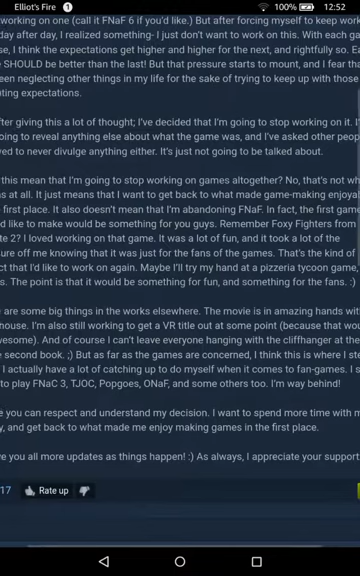 Elliot's Fire 1 100% 12:52
working on one (call it FNaF 6 if you'd like.) But after forcing myself to keep work
day after day, I realized something- I just don't want to work on this. With each ga
se, I think the expectations get higher and higher for the next, and rightfully so. Ea
e SHOULD be better than the last! But that pressure starts to mount, and I fear tha
een neglecting other things in my life for the sake of trying to keep up with those
nting expectations.
fter giving this a lot of thought; I've decided that I'm going to stop working on it. I'
going to reveal anything else about what the game was, and I've asked other peop
ved to never divulge anything either. It's just not going to be talked about.
this mean that I'm going to stop working on games altogether? No, that's not wh
ns at all. It just means that I want to get back to what made game-making enjoya
e first place. It also doesn't mean that I'm abandoning FNaF. In fact, the first game
d like to make would be something for you guys. Remember Foxy Fighters from
te 2? I loved working on that game. It was a lot of fun, and it took a lot of the
sure off me knowing that it was just for the fans of the games. That's the kind of
ct that I'd like to work on again. Maybe I'll try my hand at a pizzeria tycoon game,
s. The point is that it would be something for fun, and something for the fans. :)
e are some big things in the works elsewhere. The movie is in amazing hands with
house. I'm also still working to get a VR title out at some point (because that wou
wesome). And of course I can't leave everyone hanging with the cliffhanger at the
e second book. ;) But as far as the games are concerned, I think this is where I ste
I actually have a lot of catching up to do myself when it comes to fan-games. I s
to play FNaC 3, TJOC, Popgoes, ONaF, and some others too. I'm way behind!
e you can respect and understand my decision. I want to spend more time with m
y, and get back to what made me enjoy making games in the first place.
ve you all more updates as things happen! :) As always, I appreciate your support
17 Rate up